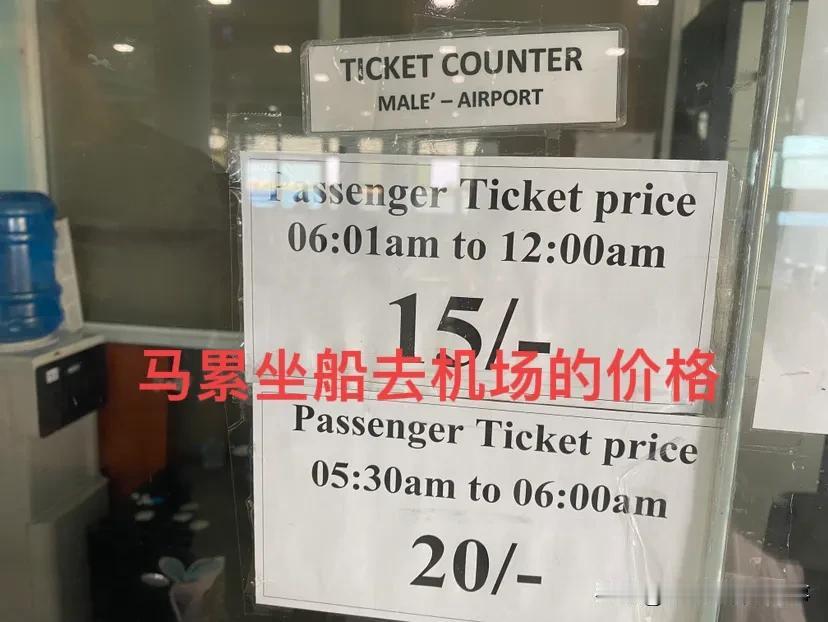 TICKET COUNTER
MALE' – AIRPORT
Passenger Ticket price
06:01am to 12:00am
15/-
马累坐船去机场的价格
Passenger Ticket price
05:30am to 06:00am
20/-